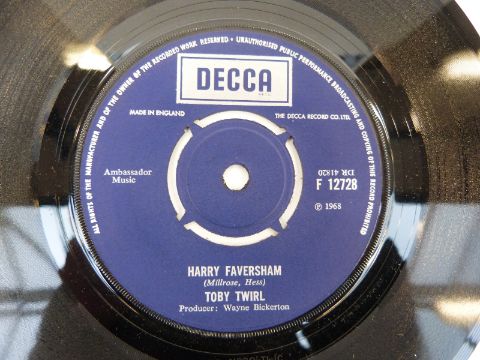 ALL RIGHTS OF THE MANUFACTURER AND OF THE OWNER OF THE RECORDED WORK RESERVED • UNAUTHORISED PUBLIC PERFORMANCE BROADCASTING AND COPYING OF THIS RECORD PROHIBITED
DECCA
MADE IN ENGLAND
THE DECCA RECORD CO. LTD.
Ambassador
Music
DR 41820
F 12728
℗ 1968
HARRY FAVERSHAM
(Millrose, Hess)
TOBY TWIRL
Producer: Wayne Bickerton